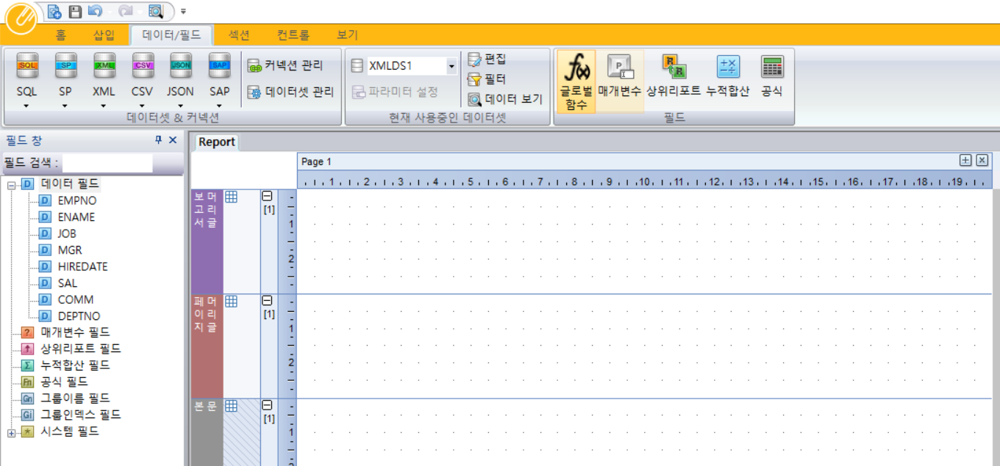 홈 삽입 데이터/필드 섹션 컨트롤 보기
SQL SP XML CSV JSON SAP
SQL SP XML CSV JSON SAP
커넥션 관리
데이터셋 관리
데이터셋 & 커넥션
XMLDS1
파라미터 설정
편집
필터
데이터 보기
현재 사용중인 데이터셋
글로벌
함수
매개변수 상위리포트 누적합산 공식
필드
필드 창
필드 검색 :
데이터 필드
EMPNO
ENAME
JOB
MGR
HIREDATE
SAL
COMM
DEPTNO
매개변수 필드
상위리포트 필드
누적합산 필드
공식 필드
그룹이름 필드
그룹인덱스 필드
시스템 필드
Report
Page 1
1 2 3 4 5 6 7 8 9 10 11 12 13 14 15 16 17 18 19
보 머
고 리
서 글
[1]
1
2
페 머
이 리
지 글
[1]
1
2
본 문
[1]
1
2